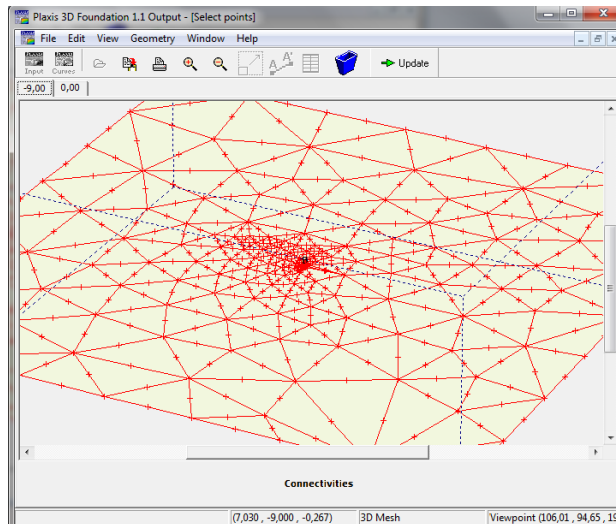 Plaxis 3D Foundation 1.1 Output - [Select points]
File Edit View Geometry Window Help
Input Curves Update
-9,00 0,00
Connectivities
(7,030 , -9,000 , -0,267) 3D Mesh Viewpoint (106,01 , 94,65 , 19